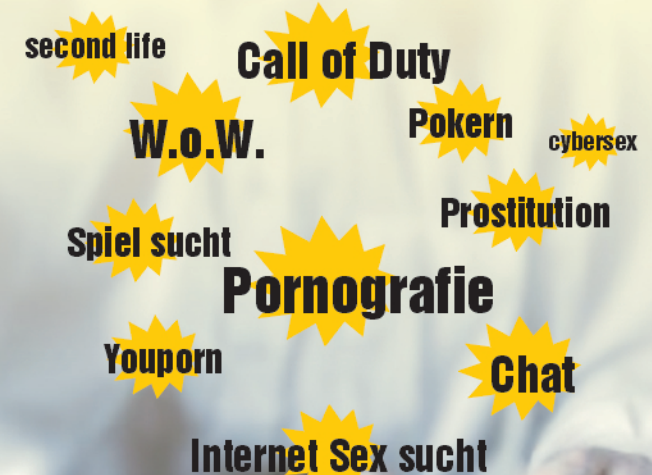 second life
Call of Duty
W.o.W.
Pokern
cybersex
Prostitution
Spiel sucht
Pornografie
Youporn
Chat
Internet Sex sucht